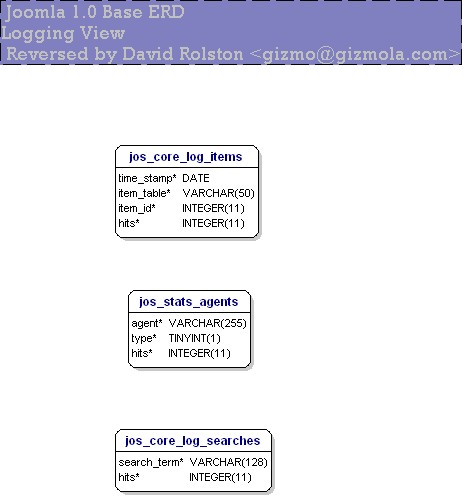 Joomla 1.0 Base ERD
Logging View
Reversed by David Rolston <gizmo@gizmola.com>
jos_core_log_items
time_stamp* DATE
item_table* VARCHAR(50)
item_id* INTEGER(11)
hits* INTEGER(11)
jos_stats_agents
agent* VARCHAR(255)
type* TINYINT(1)
hits* INTEGER(11)
jos_core_log_searches
search_term* VARCHAR(128)
hits* INTEGER(11)